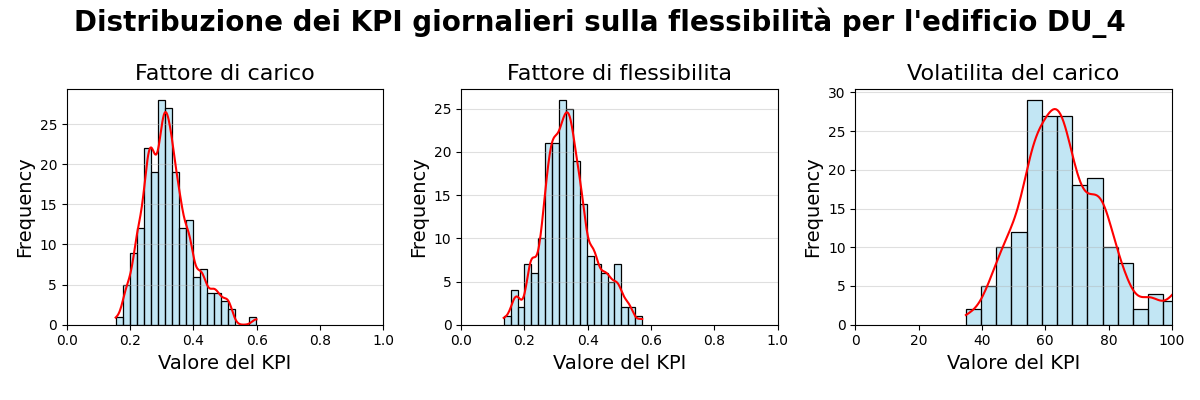 Distribuzione dei KPI giornalieri sulla flessibilità per l'edificio DU_4
Fattore di carico
Frequency
25
20
15
10
5
0
0.0 0.2 0.4 0.6 0.8 1.0
Valore del KPI
Fattore di flessibilita
Frequency
25
20
15
10
5
0
0.0 0.2 0.4 0.6 0.8 1.0
Valore del KPI
Volatilita del carico
Frequency
30
25
20
15
10
5
0
0 20 40 60 80 100
Valore del KPI